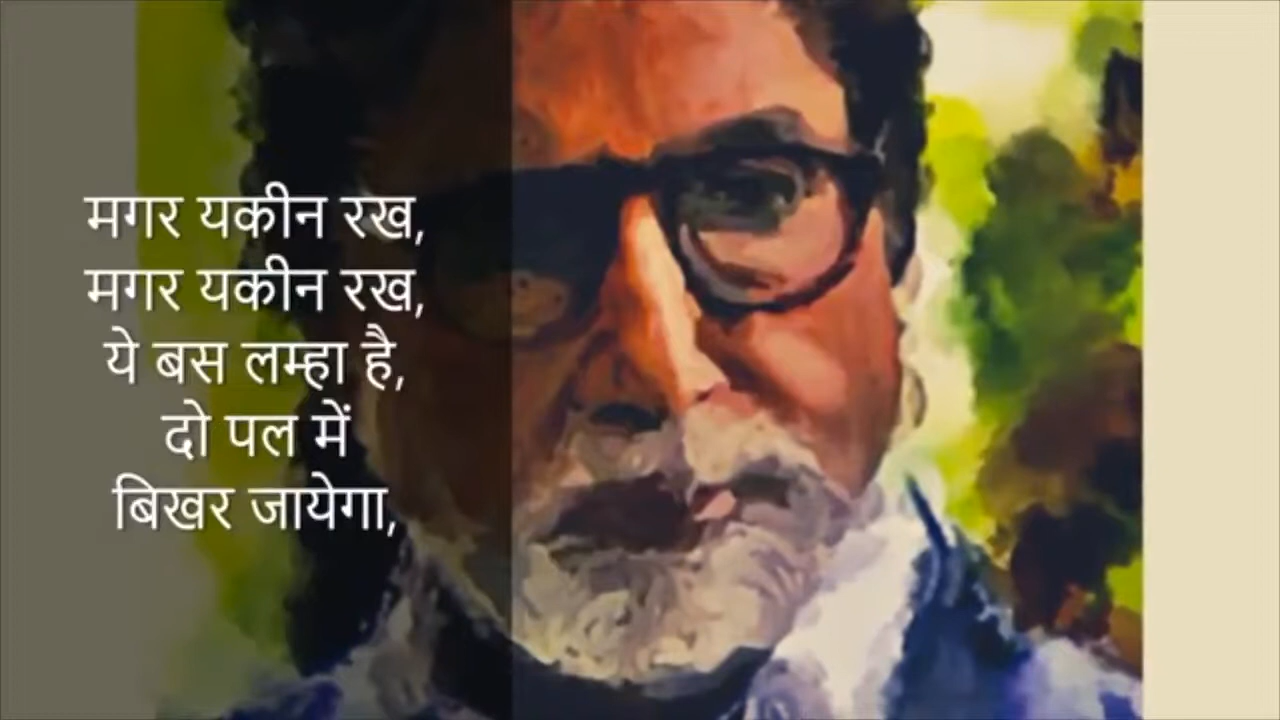 मगर यकीन रख,
मगर यकीन रख,
ये बस लम्हा है,
दो पल में
बिखर जायेगा,